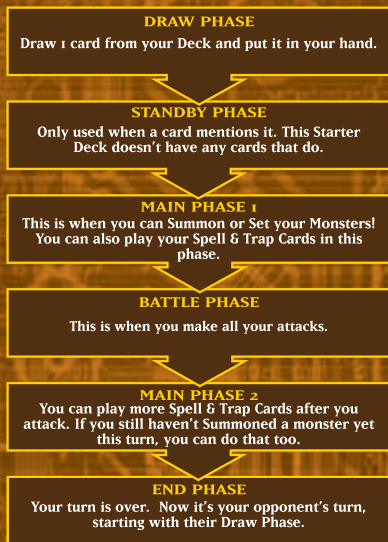 DRAW PHASE
Draw 1 card from your Deck and put it in your hand.
STANDBY PHASE
Only used when a card mentions it. This Starter
Deck doesn't have any cards that do.
MAIN PHASE 1
This is when you can Summon or Set your Monsters!
You can also play your Spell & Trap Cards in this
phase.
BATTLE PHASE
This is when you make all your attacks.
MAIN PHASE 2
You can play more Spell & Trap Cards after you
attack. If you still haven't Summoned a monster yet
this turn, you can do that too.
END PHASE
Your turn is over.  Now it's your opponent's turn,
starting with their Draw Phase.